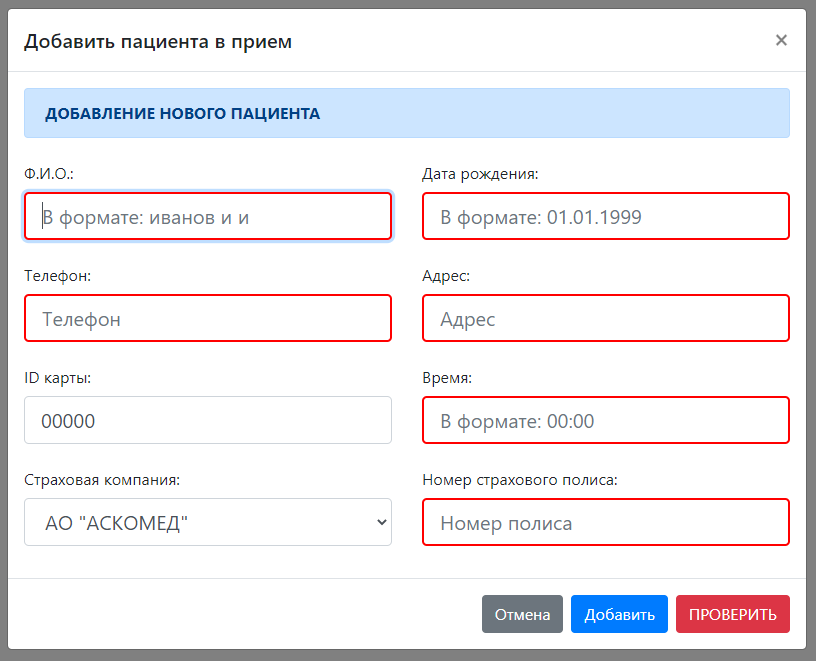 Добавить пациента в прием ×
ДОБАВЛЕНИЕ НОВОГО ПАЦИЕНТА
Ф.И.О.: Дата рождения:
В формате: иванов и и В формате: 01.01.1999
Телефон: Адрес:
Телефон Адрес
ID карты: Время:
00000 В формате: 00:00
Страховая компания: Номер страхового полиса:
АО "АСКОМЕД" Номер полиса
Отмена Добавить ПРОВЕРИТЬ